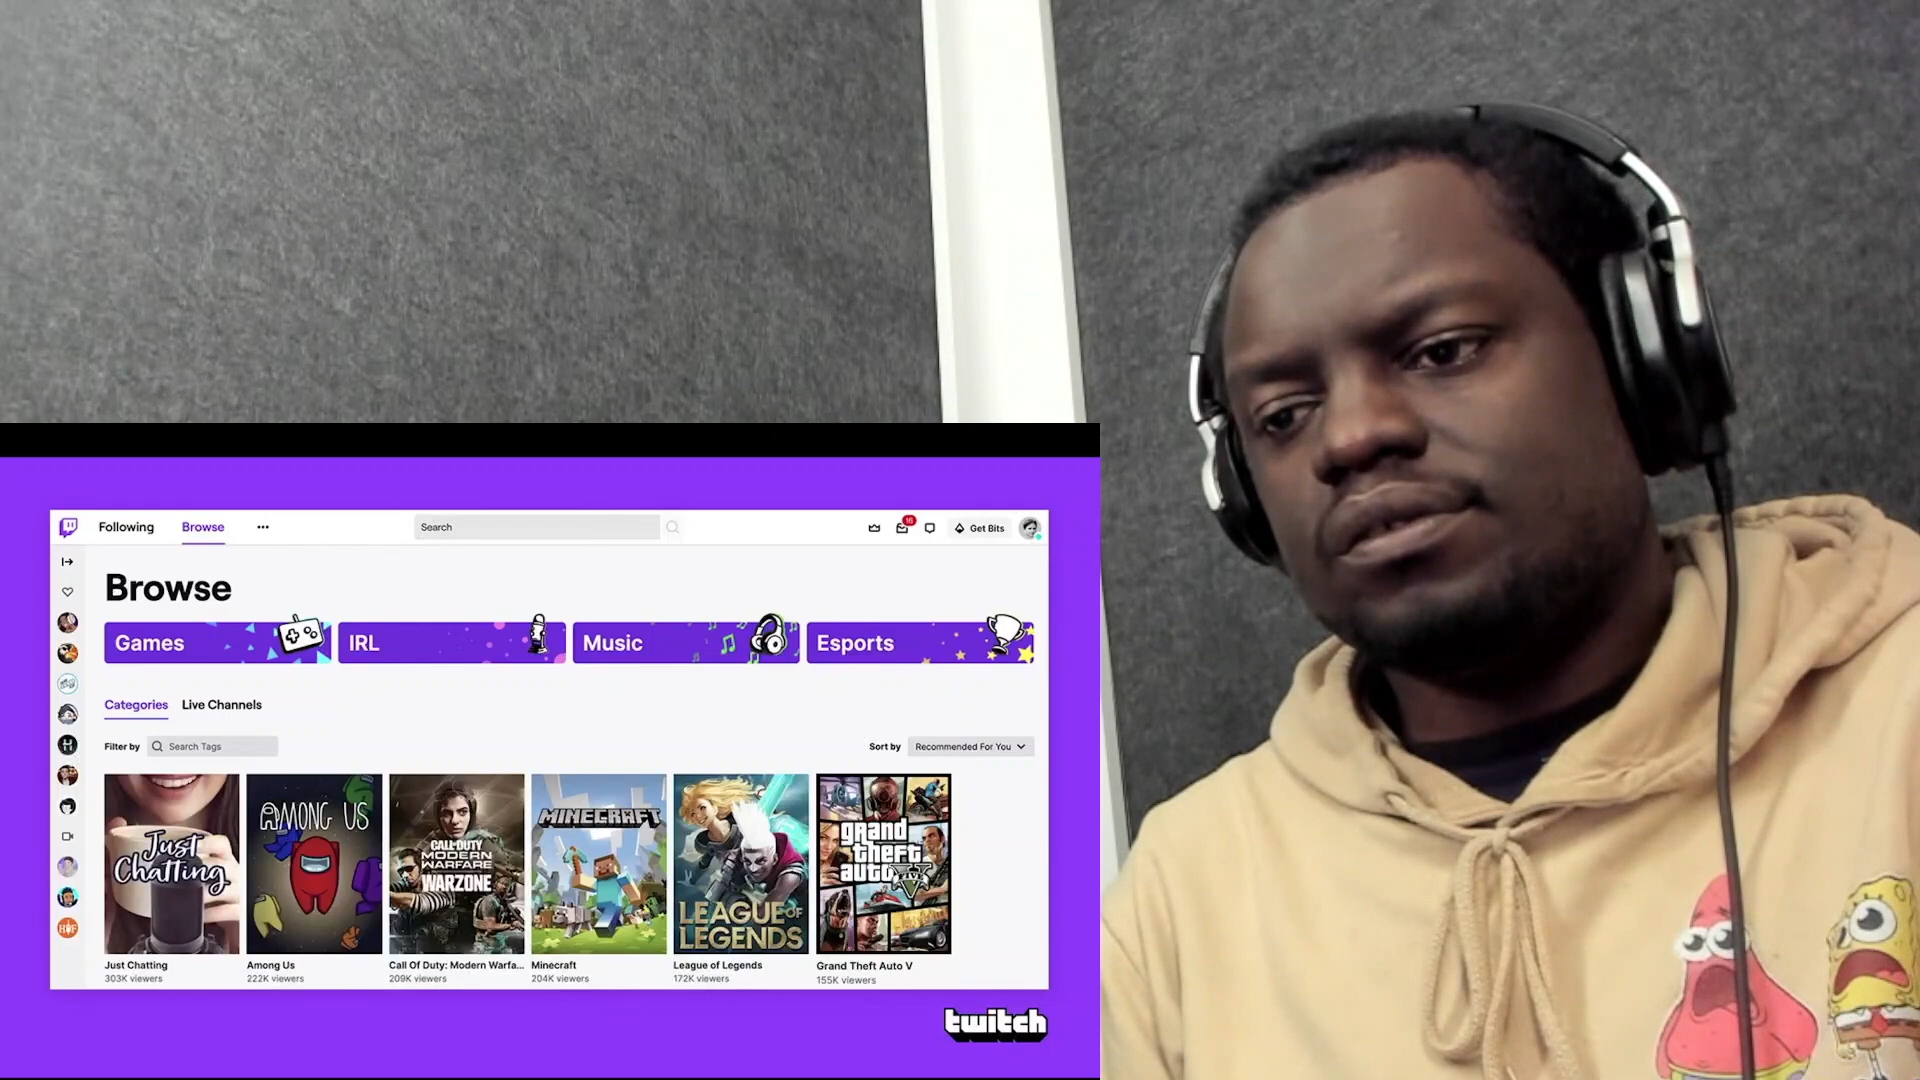 Following
Browse
Search
16
Get Bits
Browse
Games
IRL
Music
Esports
Categories
Live Channels
Filter by
Search Tags
Sort by
Recommended For You
Just Chatting
AMONG US
CALL OF DUTY
MODERN WARFARE
WARZONE
MINECRAFT
LEAGUE OF LEGENDS
grand theft auto V
FIVE
Just Chatting
303K viewers
Among Us
222K viewers
Call Of Duty: Modern Warfa...
209K viewers
Minecraft
204K viewers
League of Legends
172K viewers
Grand Theft Auto V
155K viewers
twitch